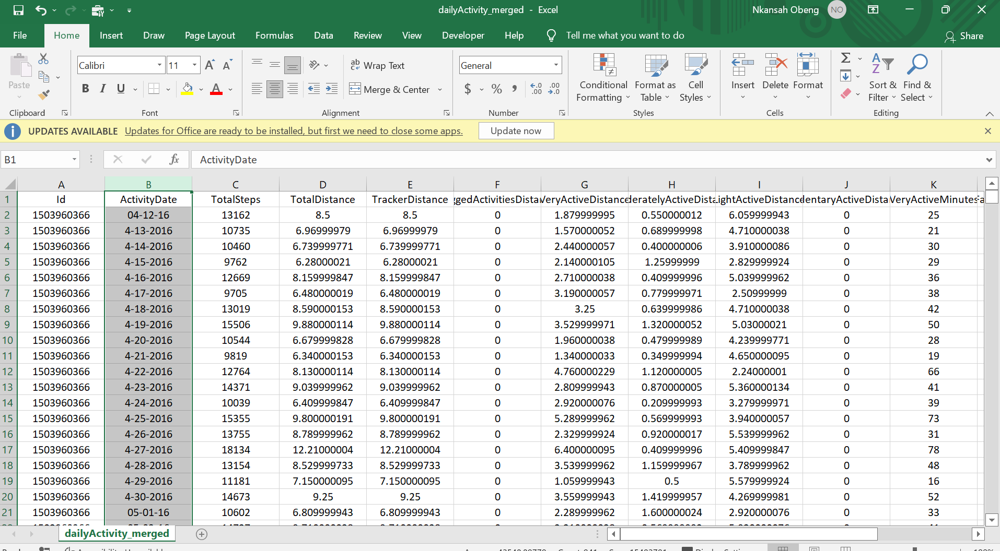 dailyActivity_merged - Excel
Nkansah Obeng NO
File Home Insert Draw Page Layout Formulas Data Review View Developer Help Tell me what you want to do Share
Paste
Clipboard
Calibri 11
B I U A
Font
ab Wrap Text
Merge & Center
Alignment
General
$ % , .00
Number
Conditional Formatting
Format as Table
Cell Styles
Styles
Insert Delete Format
Cells
Sort & Filter
Find & Select
Editing
UPDATES AVAILABLE Updates for Office are ready to be installed, but first we need to close some apps. Update now
B1 fx ActivityDate
A B C D E F G H I J K
1 Id ActivityDate TotalSteps TotalDistance TrackerDistance ggedActivitiesDistan VeryActiveDistance deratelyActiveDista ightActiveDistance dentaryActiveDista VeryActiveMinutes Fa
2 1503960366 04-12-16 13162 8.5 8.5 0 1.879999995 0.550000012 6.059999943 0 25
3 1503960366 4-13-2016 10735 6.96999979 6.96999979 0 1.570000052 0.689999998 4.710000038 0 21
4 1503960366 4-14-2016 10460 6.739999771 6.739999771 0 2.440000057 0.400000006 3.910000086 0 30
5 1503960366 4-15-2016 9762 6.28000021 6.28000021 0 2.140000105 1.25999999 2.829999924 0 29
6 1503960366 4-16-2016 12669 8.159999847 8.159999847 0 2.710000038 0.409999996 5.039999962 0 36
7 1503960366 4-17-2016 9705 6.480000019 6.480000019 0 3.190000057 0.779999971 2.50999999 0 38
8 1503960366 4-18-2016 13019 8.590000153 8.590000153 0 3.25 0.639999986 4.710000038 0 42
9 1503960366 4-19-2016 15506 9.880000114 9.880000114 0 3.529999971 1.320000052 5.03000021 0 50
10 1503960366 4-20-2016 10544 6.679999828 6.679999828 0 1.960000038 0.479999989 4.239999771 0 28
11 1503960366 4-21-2016 9819 6.340000153 6.340000153 0 1.340000033 0.349999994 4.650000095 0 19
12 1503960366 4-22-2016 12764 8.130000114 8.130000114 0 4.760000229 1.120000005 2.24000001 0 66
13 1503960366 4-23-2016 14371 9.039999962 9.039999962 0 2.809999943 0.870000005 5.360000134 0 41
14 1503960366 4-24-2016 10039 6.409999847 6.409999847 0 2.920000076 0.209999993 3.279999971 0 39
15 1503960366 4-25-2016 15355 9.800000191 9.800000191 0 5.289999962 0.569999993 3.940000057 0 73
16 1503960366 4-26-2016 13755 8.789999962 8.789999962 0 2.329999924 0.920000017 5.539999962 0 31
17 1503960366 4-27-2016 18134 12.21000004 12.21000004 0 6.400000095 0.409999996 5.409999847 0 78
18 1503960366 4-28-2016 13154 8.529999733 8.529999733 0 3.539999962 1.159999967 3.789999962 0 48
19 1503960366 4-29-2016 11181 7.150000095 7.150000095 0 1.059999943 0.5 5.579999924 0 16
20 1503960366 4-30-2016 14673 9.25 9.25 0 3.559999943 1.419999957 4.269999981 0 52
21 1503960366 05-01-16 10602 6.809999943 6.809999943 0 2.289999962 1.600000024 2.920000076 0 33
dailyActivity_merged